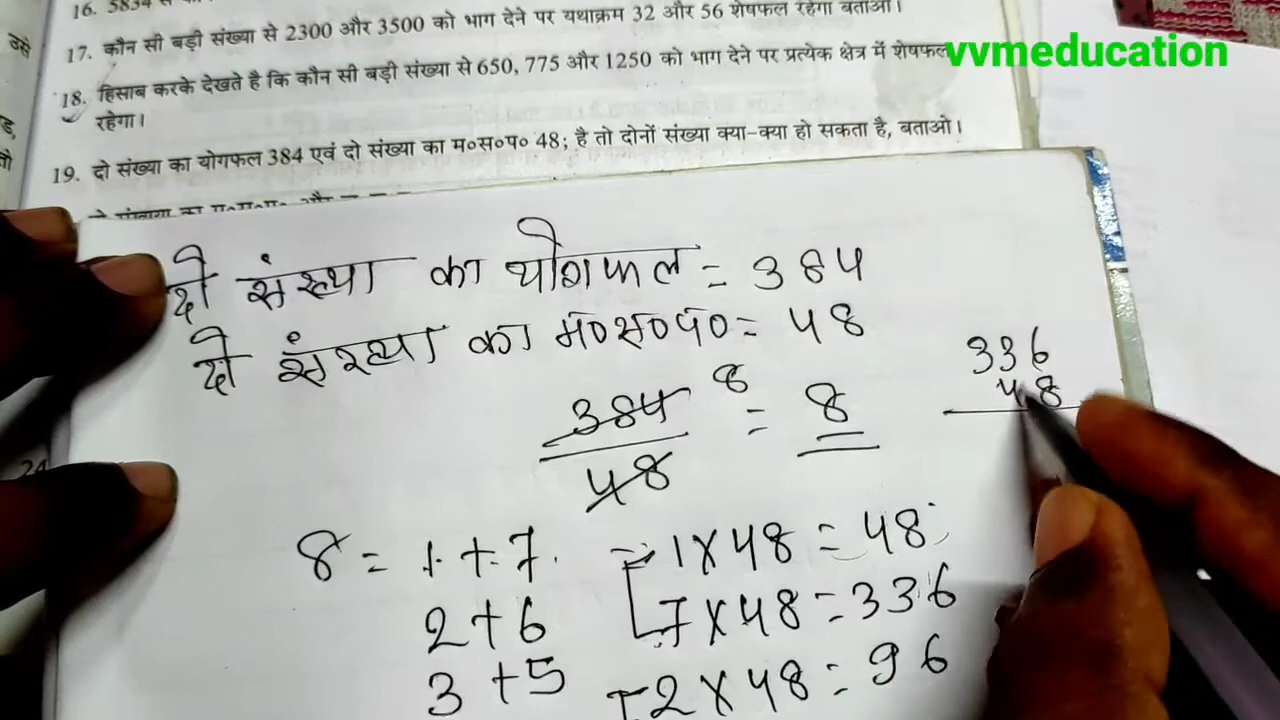 16. 5834
17. कौन सी बड़ी संख्या से 2300 और 3500 को भाग देने पर यथाक्रम 32 और 56 शेषफल रहेगा बताओ।
vvmeducation
18. हिसाब करके देखते है कि कौन सी बड़ी संख्या से 650, 775 और 1250 को भाग देने पर प्रत्येक क्षेत्र में शेषफल
रहेगा।
19. दो संख्या का योगफल 384 एवं दो संख्या का म०स०प० 48; है तो दोनों संख्या क्या-क्या हो सकता है, बताओ।
दो संख्या का योगफल = 384
दो संख्या का म०स०प० = 48
336
48
384 8 = 8
48
8 = 1+7 = 1×48 = 48
2+6 7×48 = 336
3+5 2×48 = 96